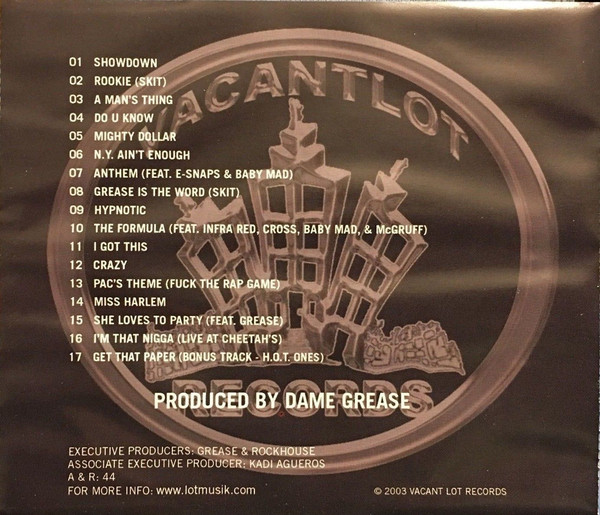 VACANTLOT
01 SHOWDOWN
02 ROOKIE (SKIT)
03 A MAN'S THING
04 DO U KNOW
05 MIGHTY DOLLAR
06 N.Y. AIN'T ENOUGH
07 ANTHEM (FEAT. E-SNAPS & BABY MAD)
08 GREASE IS THE WORD (SKIT)
09 HYPNOTIC
10 THE FORMULA (FEAT. INFRA RED, CROSS, BABY MAD, & McGRUFF)
11 I GOT THIS
12 CRAZY
13 PAC'S THEME (FUCK THE RAP GAME)
14 MISS HARLEM
15 SHE LOVES TO PARTY (FEAT. GREASE)
16 I'M THAT NIGGA (LIVE AT CHEETAH'S)
17 GET THAT PAPER (BONUS TRACK - H.O.T. ONES)
RECORDS
PRODUCED BY DAME GREASE
EXECUTIVE PRODUCERS: GREASE & ROCKHOUSE
ASSOCIATE EXECUTIVE PRODUCER: KADI AGUEROS
A & R: 44
FOR MORE INFO: www.lotmusik.com
© 2003 VACANT LOT RECORDS